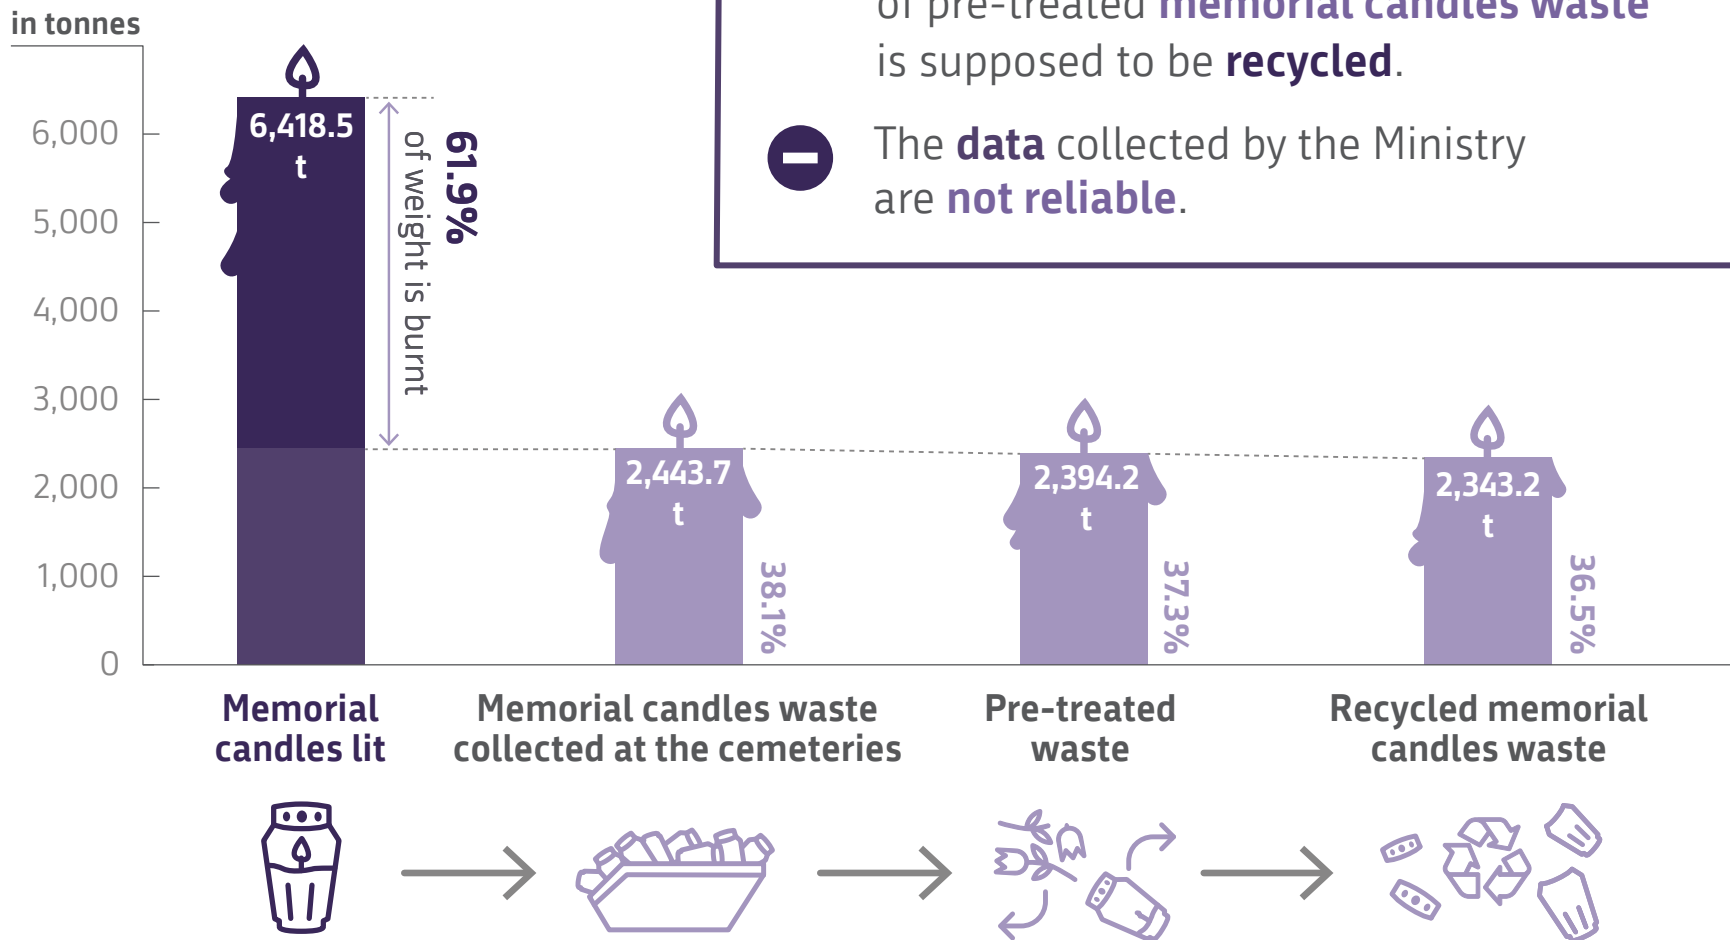 in tonnes
of pre-treated memorial candles waste
is supposed to be recycled.
The data collected by the Ministry
are not reliable.
6,000
5,000
4,000
3,000
2,000
1,000
0
6,418.5
t
61.9%
of weight is burnt
2,443.7
t
38.1%
2,394.2
t
37.3%
2,343.2
t
36.5%
Memorial
candles lit
Memorial candles waste
collected at the cemeteries
Pre-treated
waste
Recycled memorial
candles waste